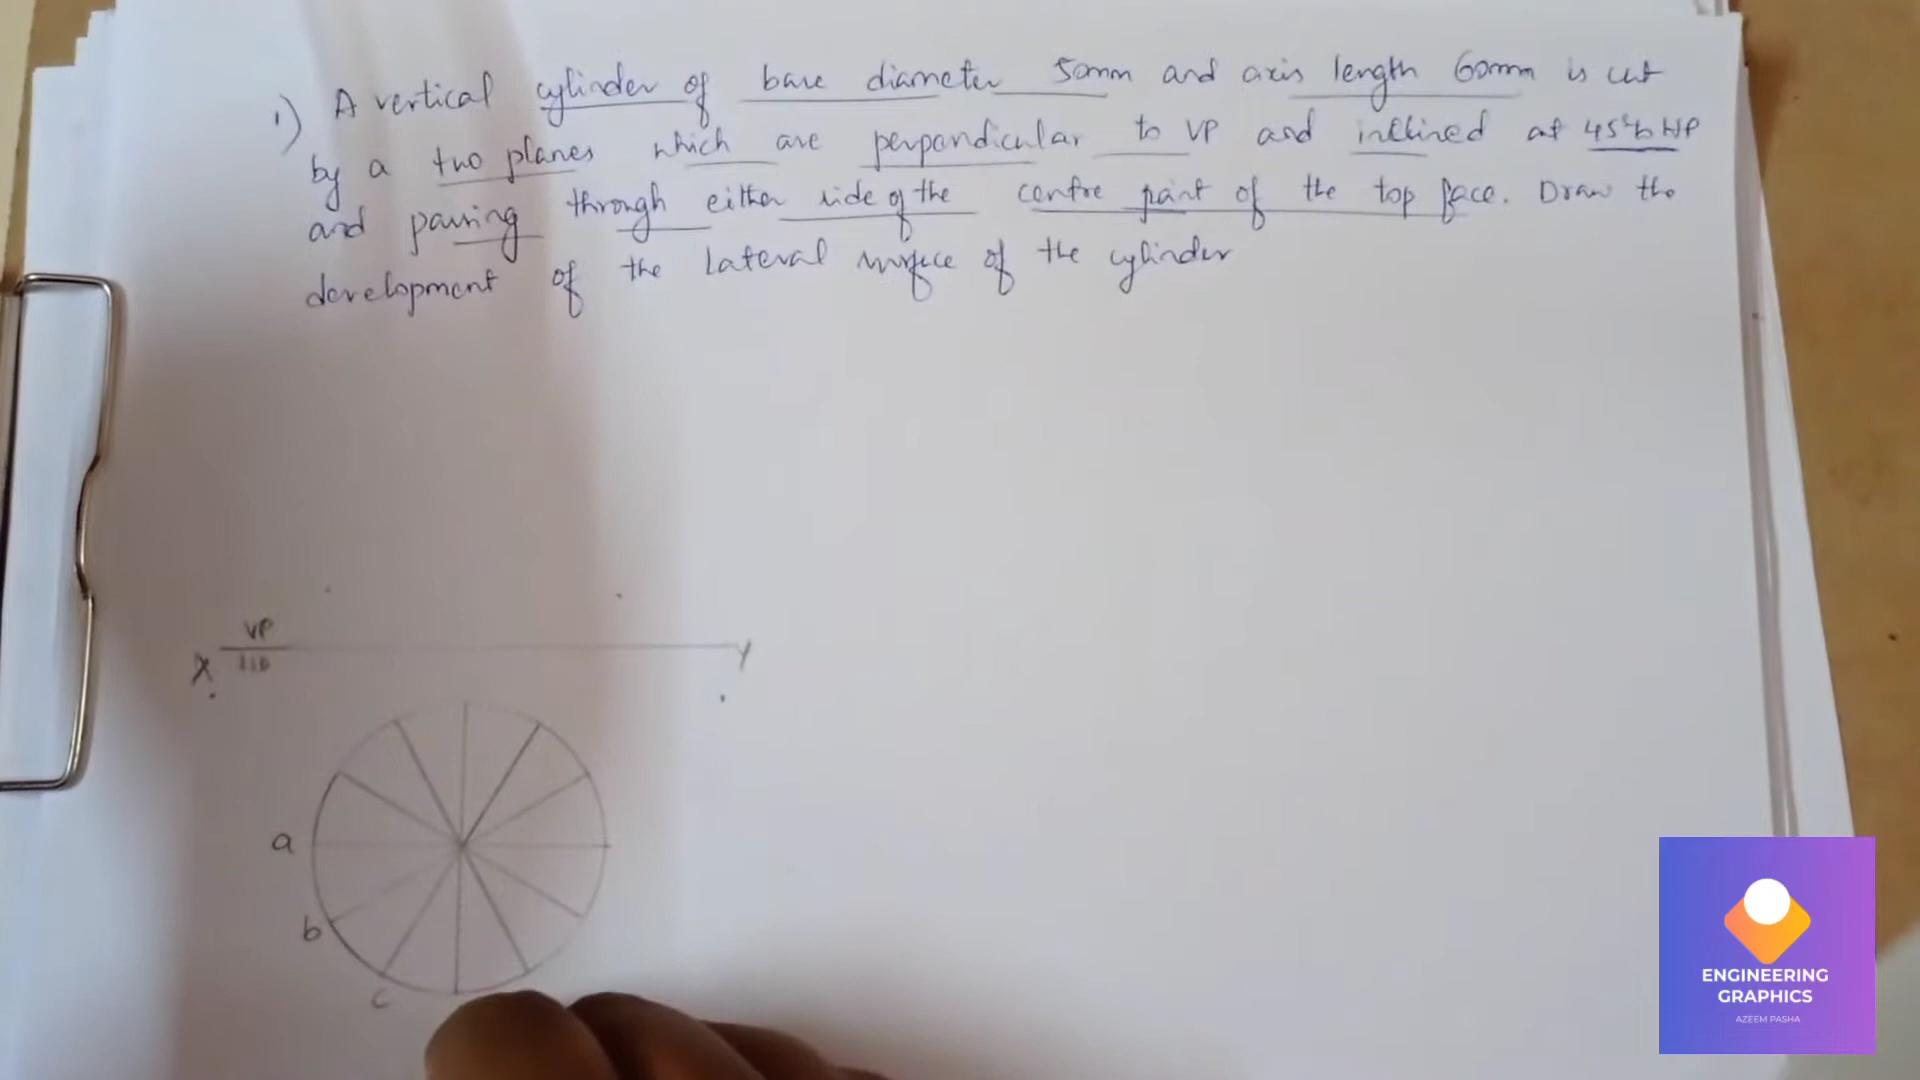 1) A vertical cylinder of base diameter 50mm and axis length 60mm is cut
by a two planes which are perpendicular to VP and inclined at 45° to HP
and passing through either side of the centre point of the top face. Draw the
development of the lateral surface of the cylinder
VP
X HP Y
a
b
c
ENGINEERING
GRAPHICS
AZEEM PASHA